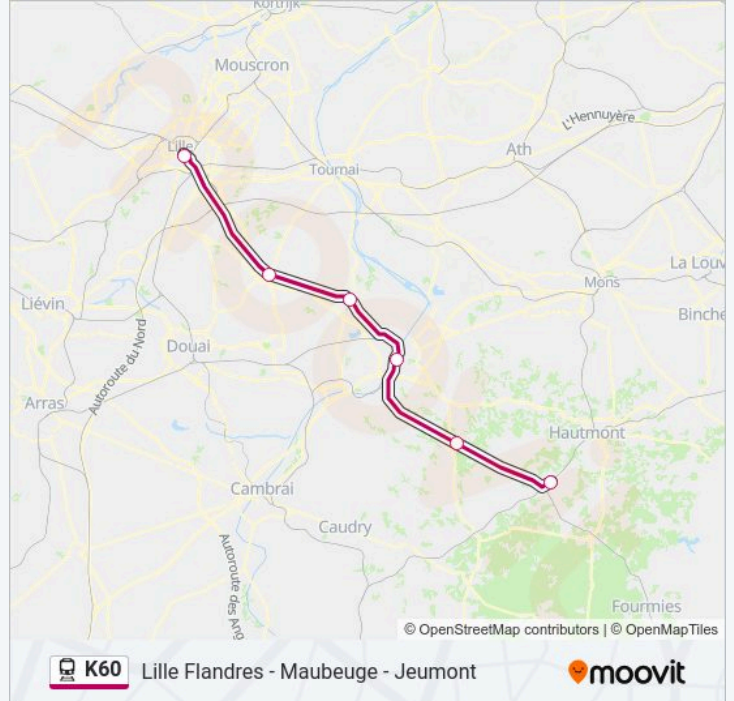 Kortrijk
Mouscron
L'Hennuyère
Lille
Ath
Tournai
La Louv
Mons
Liévin
Binche
Autoroute du Nord
Douai
Arras
Hautmont
Cambrai
Caudry
Autoroute des Ang
Fourmies
© OpenStreetMap contributors | © OpenMapTiles
K60 Lille Flandres - Maubeuge - Jeumont moovit